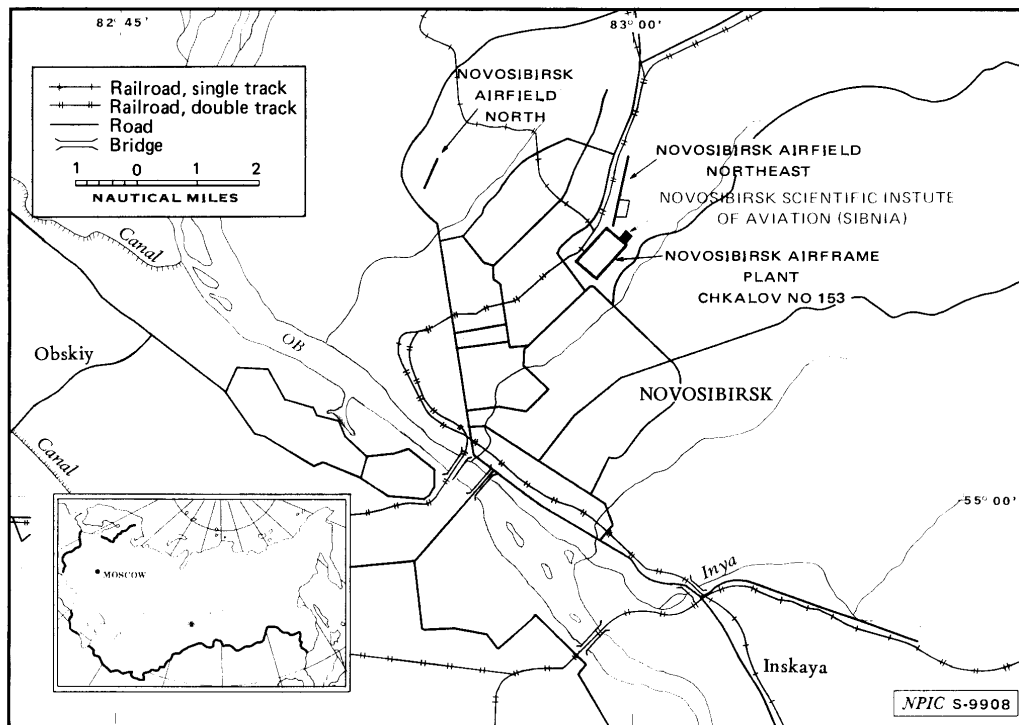 82° 45'
83° 00'
Railroad, single track
Railroad, double track
Road
Bridge
1 0 1 2
NAUTICAL MILES
NOVOSIBIRSK
AIRFIELD
NORTH
NOVOSIBIRSK AIRFIELD
NORTHEAST
NOVOSIBIRSK SCIENTIFIC INSTUTE
OF AVIATION (SIBNIA)
NOVOSIBIRSK AIRFRAME
PLANT
CHKALOV NO 153
Canal
OB
Obskiy
NOVOSIBIRSK
Canal
55° 00'
MOSCOW
Inya
Inskaya
NPIC S-9908